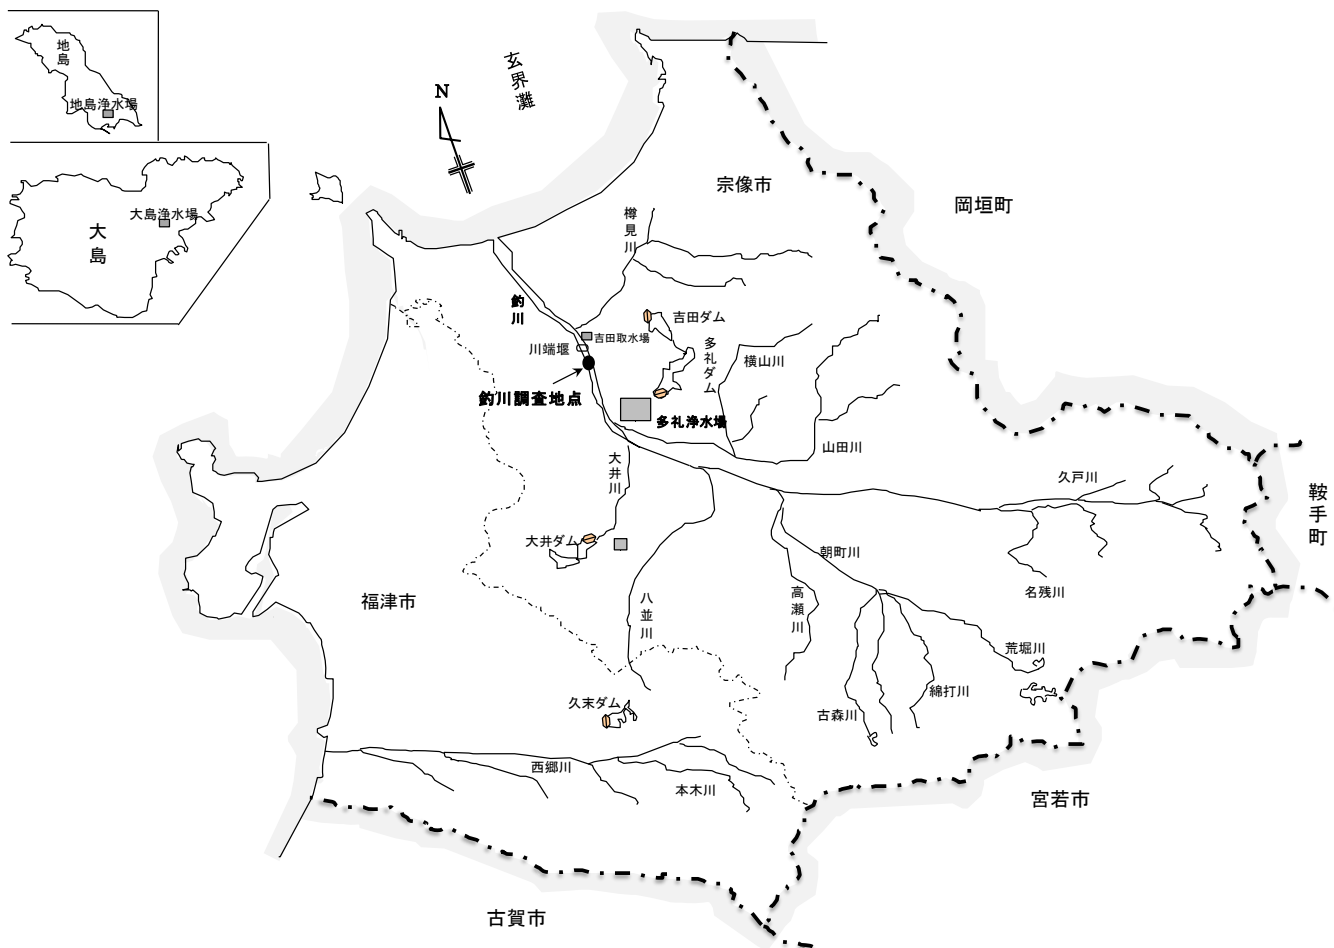 地島
地島浄水場
大島浄水場
大島
N
玄界灘
宗像市
岡垣町
樽見川
釣川
吉田ダム
吉田取水場
川端堰
多礼ダム
横山川
釣川調査地点
多礼浄水場
山田川
大井川
久戸川
鞍手町
大井ダム
朝町川
名残川
福津市
八並川
高瀬川
荒堀川
綿打川
久末ダム
古森川
西郷川
本木川
宮若市
古賀市